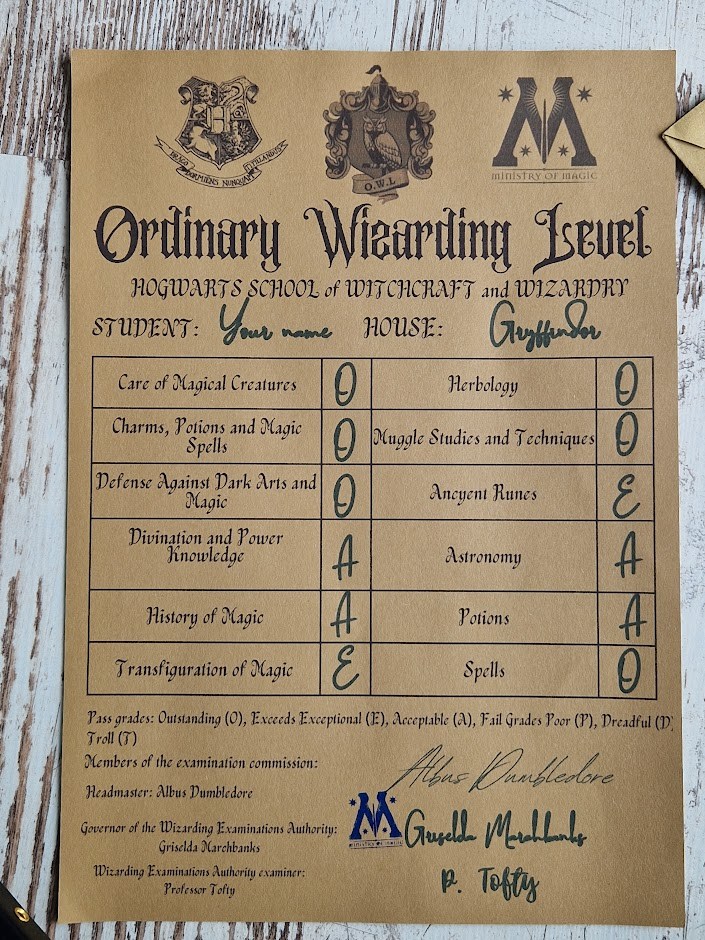 DRACO DORMIENS NUNQUAM TITILLANDUS
O.W.L
MINISTRY OF MAGIC
Ordinary Wizarding Level
HOGWARTS SCHOOL of WITCHCRAFT and WIZARDRY
STUDENT: Your name HOUSE: Gryffindor
Care of Magical Creatures O Herbology O
Charms, Potions and Magic
Spells O Muggle Studies and Techniques O
Defense Against Dark Arts and
Magic O Ancyent Runes E
Divination and Power
Knowledge A Astronomy A
History of Magic A Potions A
Transfiguration of Magic E Spells O
Pass grades: Outstanding (O), Exceeds Exceptional (E), Acceptable (A), Fail Grades Poor (P), Dreadful (D)
Troll (T)
Members of the examination commission:
Albus Dumbledore
Headmaster: Albus Dumbledore
Governor of the Wizarding Examinations Authority:
Griselda Marchbanks
MINISTRY OF MAGIC
Griselda Marchbanks
Wizarding Examinations Authority examiner:
Professor Tofty
P. Tofty